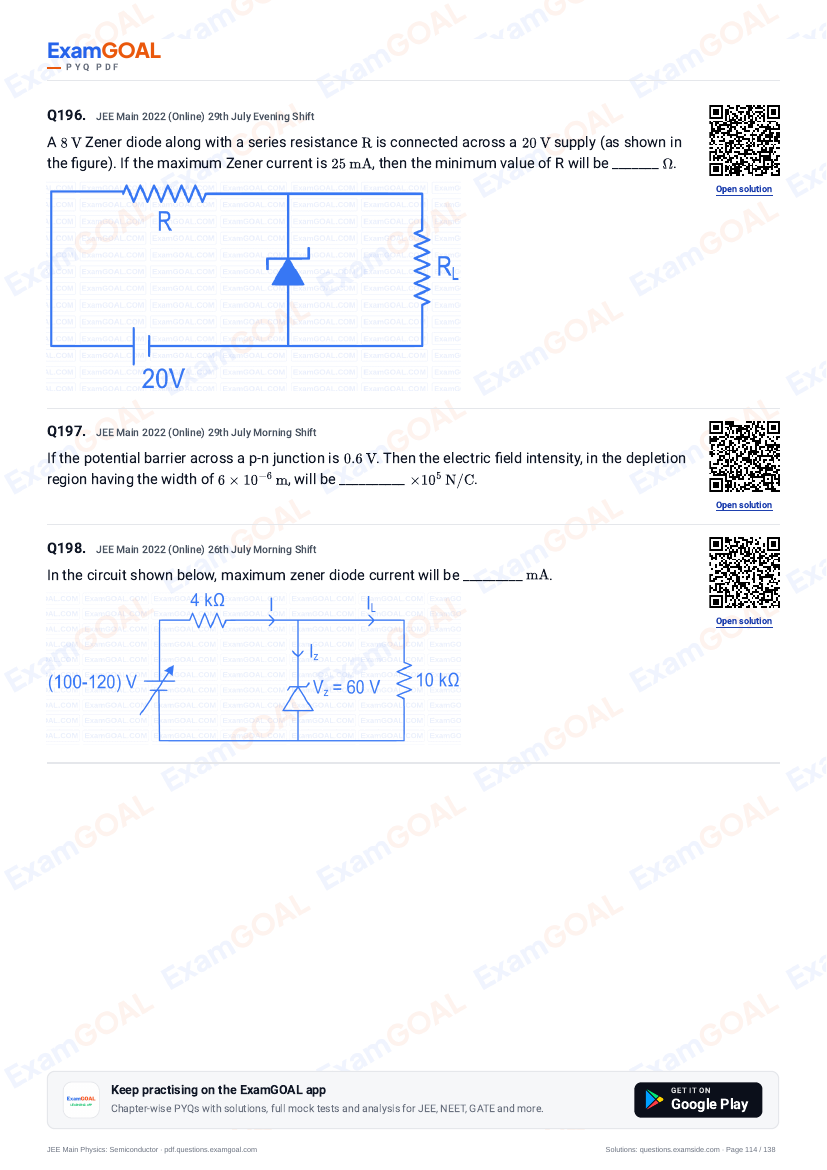 ExamGOAL
PYQ PDF
Q196. JEE Main 2022 (Online) 29th July Evening Shift
A 8 V Zener diode along with a series resistance R is connected across a 20 V supply (as shown in
the figure). If the maximum Zener current is 25 mA, then the minimum value of R will be _______ Ω.
Open solution
R
R_L
20V
Q197. JEE Main 2022 (Online) 29th July Morning Shift
If the potential barrier across a p-n junction is 0.6 V. Then the electric field intensity, in the depletion
region having the width of 6 × 10⁻⁶ m, will be __________ ×10⁵ N/C.
Open solution
Q198. JEE Main 2022 (Online) 26th July Morning Shift
In the circuit shown below, maximum zener diode current will be _________ mA.
Open solution
4 kΩ
I
I_L
I_z
(100-120) V
V_z = 60 V
10 kΩ
Keep practising on the ExamGOAL app
Chapter-wise PYQs with solutions, full mock tests and analysis for JEE, NEET, GATE and more.
GET IT ON
Google Play
JEE Main Physics: Semiconductor · pdf.questions.examgoal.com
Solutions: questions.examside.com · Page 114 / 138